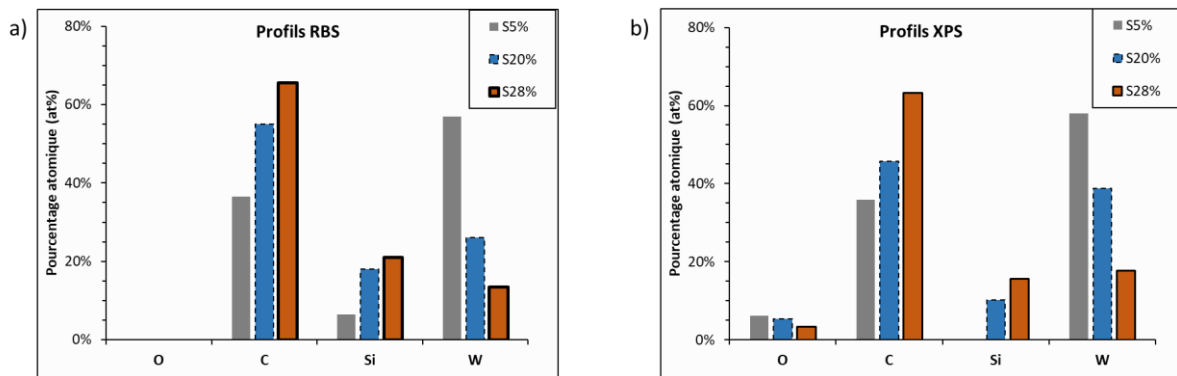 a)
Profils RBS
S5%
S20%
S28%
Pourcentage atomique (at%)
80%
60%
40%
20%
0%
O C Si W
b)
Profils XPS
S5%
S20%
S28%
Pourcentage atomique (at%)
80%
60%
40%
20%
0%
O C Si W